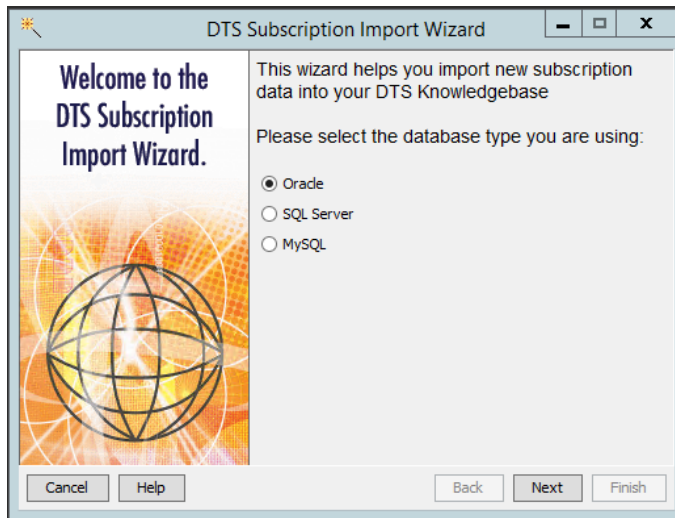 DTS Subscription Import Wizard
Welcome to the
DTS Subscription
Import Wizard.
This wizard helps you import new subscription
data into your DTS Knowledgebase
Please select the database type you are using:
Oracle
SQL Server
MySQL
Cancel Help Back Next Finish